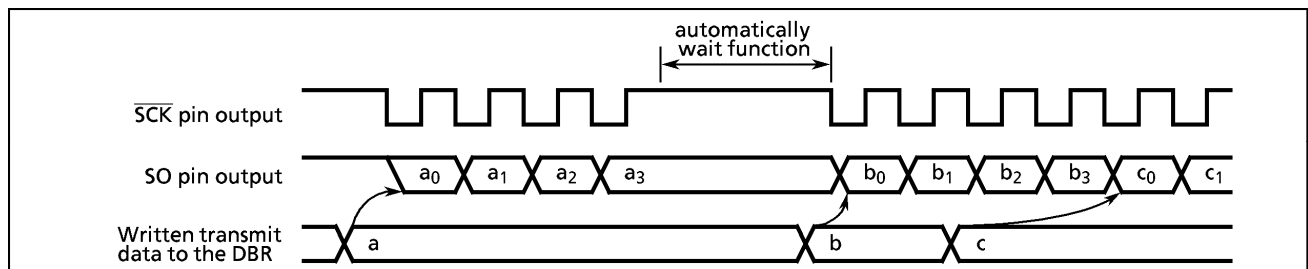 automatically
wait function
SCK pin output
SO pin output
a0 a1 a2 a3 b0 b1 b2 b3 c0 c1
Written transmit
data to the DBR
a b c